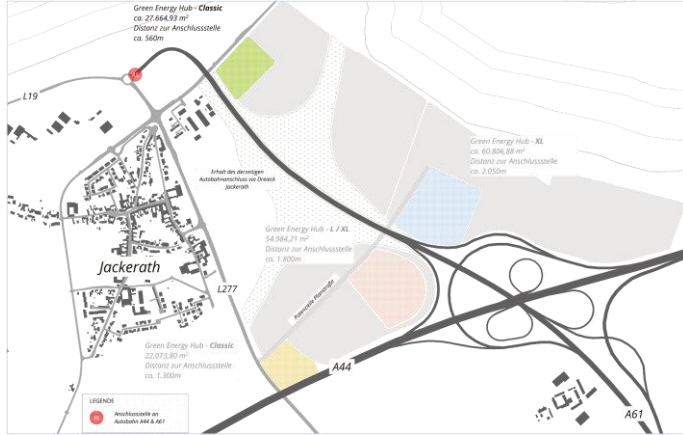 Green Energy Hub - Classic
ca. 27.664,93 m²
Distanz zur Anschlussstelle
ca. 560m
L19
Green Energy Hub - XL
ca. 60.806,88 m²
Distanz zur Anschlussstelle
ca. 2.050m
Erhalt des derzeitigen
Autobahnanschluss via Dreieck
Jackerath
Green Energy Hub - L / XL
54.984,21 m²
Distanz zur Anschlussstelle
ca. 1.800m
Jackerath
L277
Potenzielle Planstraße
Green Energy Hub - Classic
22.073,80 m²
Distanz zur Anschlussstelle
ca. 1.300m
A44
A61
LEGENDE
Anschlussstelle an
Autobahn A44 & A61